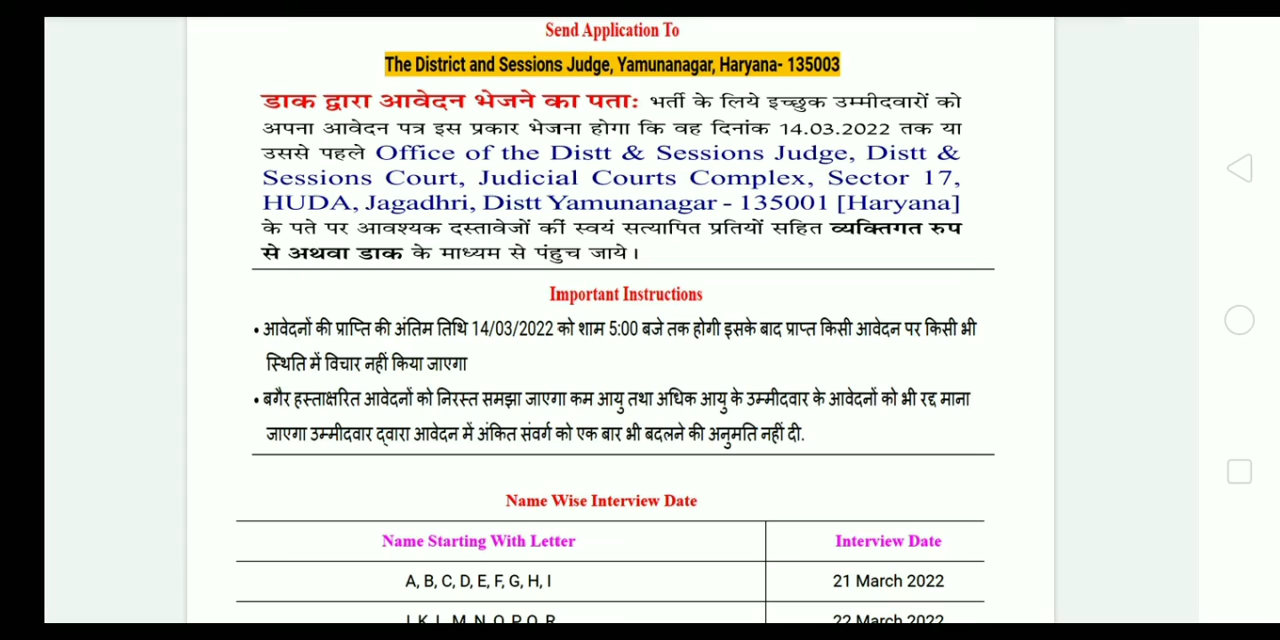 Send Application To
The District and Sessions Judge, Yamunanagar, Haryana- 135003
डाक द्वारा आवेदन भेजने का पता: भर्ती के लिये इच्छुक उम्मीदवारों को
अपना आवेदन पत्र इस प्रकार भेजना होगा कि वह दिनांक 14.03.2022 तक या
उससे पहले Office of the Distt & Sessions Judge, Distt &
Sessions Court, Judicial Courts Complex, Sector 17,
HUDA, Jagadhri, Distt Yamunanagar - 135001 [Haryana]
के पते पर आवश्यक दस्तावेजों कीं स्वयं सत्यापित प्रतियों सहित व्यक्तिगत रुप
से अथवा डाक के माध्यम से पंहुच जाये।
Important Instructions
• आवेदनों की प्राप्ति की अंतिम तिथि 14/03/2022 को शाम 5:00 बजे तक होगी इसके बाद प्राप्त किसी आवेदन पर किसी भी
स्थिति में विचार नहीं किया जाएगा
• बगैर हस्ताक्षरित आवेदनों को निरस्त समझा जाएगा कम आयु तथा अधिक आयु के उम्मीदवार के आवेदनों को भी रद्द माना
जाएगा उम्मीदवार द्वारा आवेदन में अंकित संवर्ग को एक बार भी बदलने की अनुमति नहीं दी.
Name Wise Interview Date
Name Starting With Letter Interview Date
A, B, C, D, E, F, G, H, I 21 March 2022
J, K, L, M, N, O, P, Q, R 22 March 2022